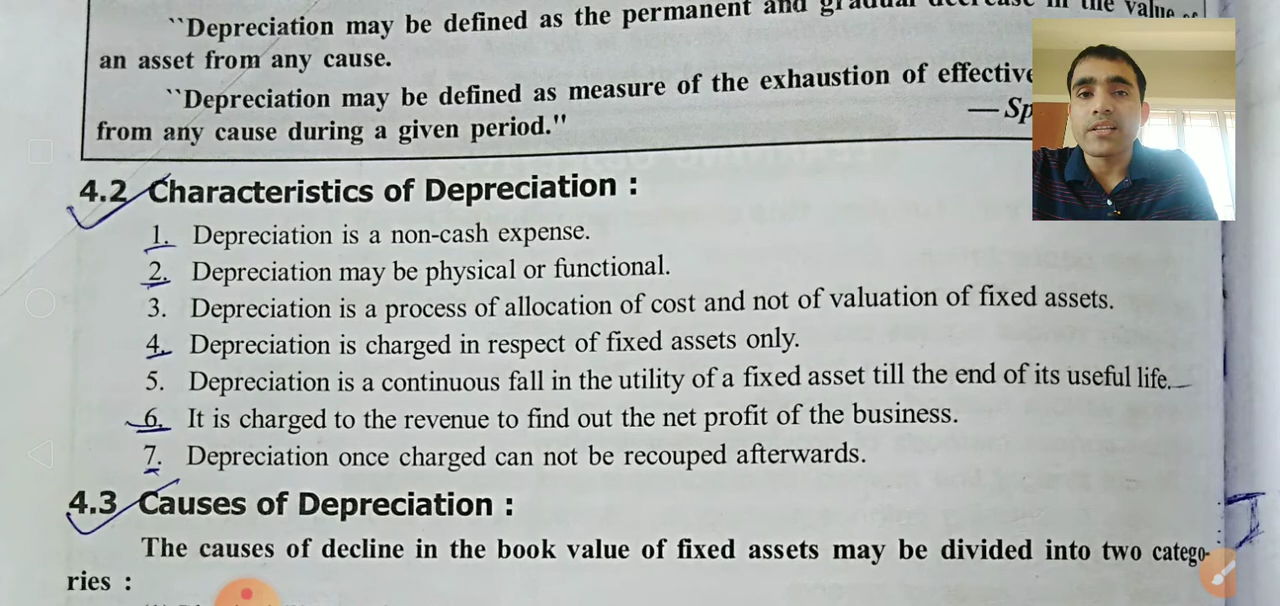 ``Depreciation may be defined as the permanent and gradual decrease in the value of
an asset from any cause.
``Depreciation may be defined as measure of the exhaustion of effective
— Sp
from any cause during a given period."
4.2 Characteristics of Depreciation :
1. Depreciation is a non-cash expense.
2. Depreciation may be physical or functional.
3. Depreciation is a process of allocation of cost and not of valuation of fixed assets.
4. Depreciation is charged in respect of fixed assets only.
5. Depreciation is a continuous fall in the utility of a fixed asset till the end of its useful life.
6. It is charged to the revenue to find out the net profit of the business.
7. Depreciation once charged can not be recouped afterwards.
4.3 Causes of Depreciation :
The causes of decline in the book value of fixed assets may be divided into two catego-
ries :